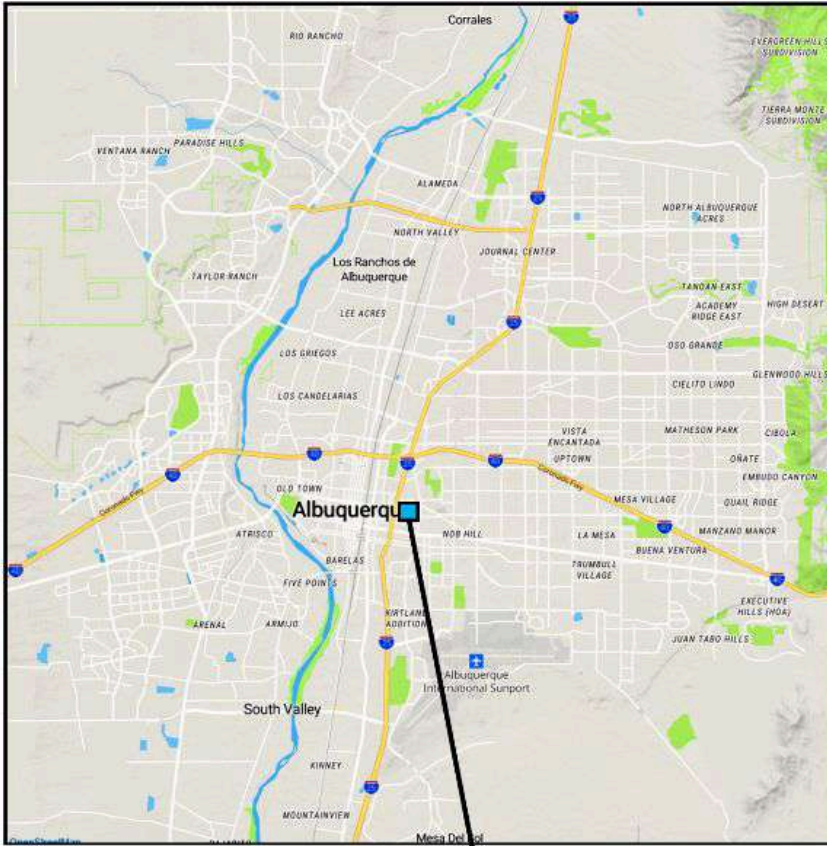 Corrales
RIO RANCHO
EVERGREEN HILLS
SUBDIVISION
TIERRA MONTE
SUBDIVISION
PARADISE HILLS
VENTANA RANCH
ALAMEDA
NORTH ALBUQUERQUE
ACRES
NORTH VALLEY
JOURNAL CENTER
Los Ranchos de
Albuquerque
TAYLOR RANCH
TANOAN EAST
ACADEMY
RIDGE EAST
HIGH DESERT
LEE ACRES
OSO GRANDE
LOS GRIEGOS
GLENWOOD HILLS
CIELITO LINDO
LOS CANDELARIAS
VISTA
ENCANTADA
MATHESON PARK
CIBOLA
UPTOWN
OÑATE
Coronado Fwy
EMBUDO CANYON
OLD TOWN
Coronado Fwy
MESA VILLAGE
QUAIL RIDGE
Albuquerqu
ATRISCO
NOB HILL
LA MESA
MANZANO MANOR
BARELAS
BUENA VENTURA
FIVE POINTS
TRUMBULL
VILLAGE
EXECUTIVE
HILLS (HOA)
KIRTLAND
ADDITION
ARENAL
ARMIJO
JUAN TABO HILLS
Albuquerque
International Sunport
South Valley
KINNEY
MOUNTAINVIEW
OpenStreetMap
Mesa Del Sol